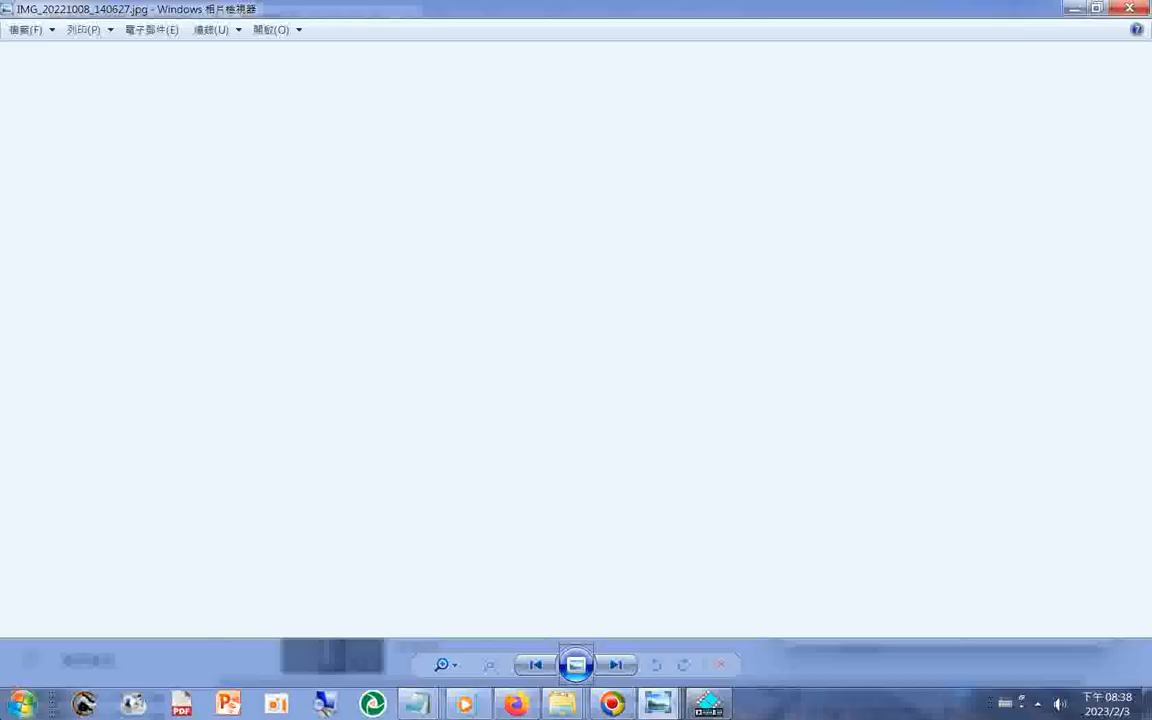 IMG_20221008_140627.jpg - Windows 相片檢視器
檔案(F) 列印(P) 電子郵件(E) 燒錄(U) 開啟(O)
PDF
下午 08:38
2023/2/3